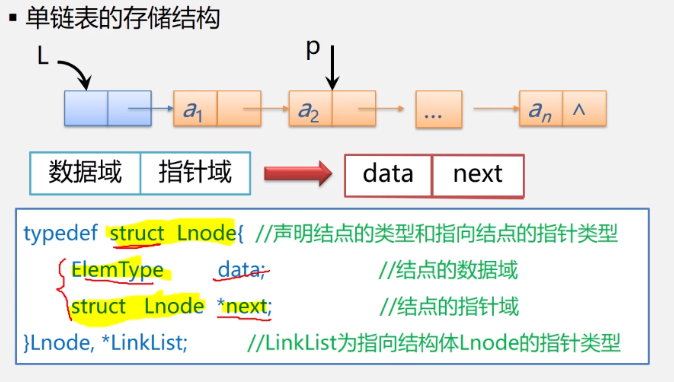 ▪ 单链表的存储结构
L
p
a1
a2
...
an ∧
数据域 指针域
data next
typedef struct Lnode{ //声明结点的类型和指向结点的指针类型
ElemType data; //结点的数据域
struct Lnode *next; //结点的指针域
}Lnode, *LinkList; //LinkList为指向结构体Lnode的指针类型